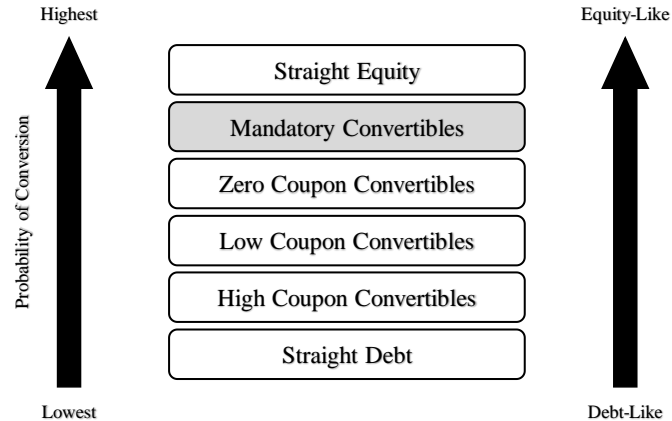 Highest
Equity-Like
Straight Equity
Mandatory Convertibles
Zero Coupon Convertibles
Low Coupon Convertibles
High Coupon Convertibles
Straight Debt
Probability of Conversion
Lowest
Debt-Like